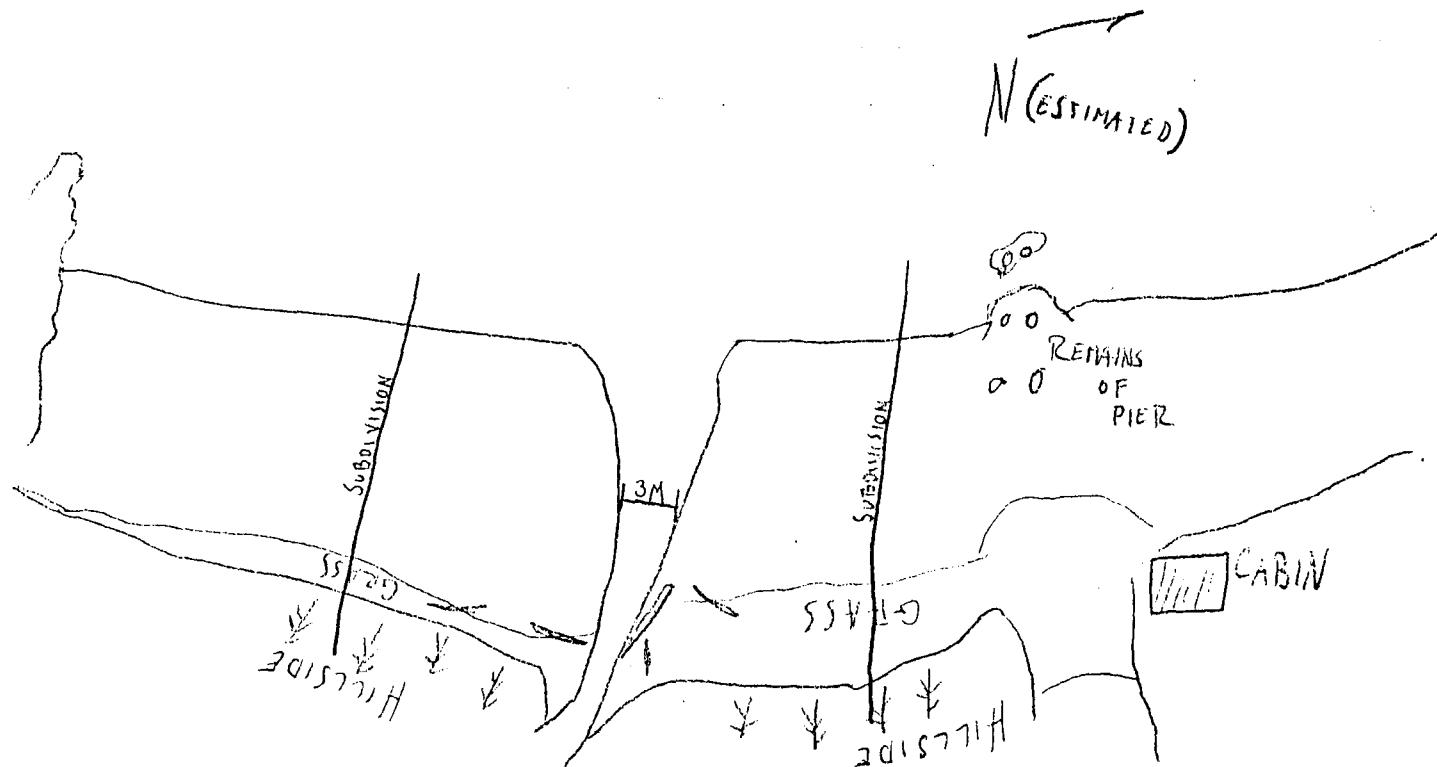 N (ESTIMATED)
SUBDIVISION
SUBDIVISION
REMAINS
OF
PIER
3M
GRASS
GRASS
CABIN
HILLSIDE
HILLSIDE